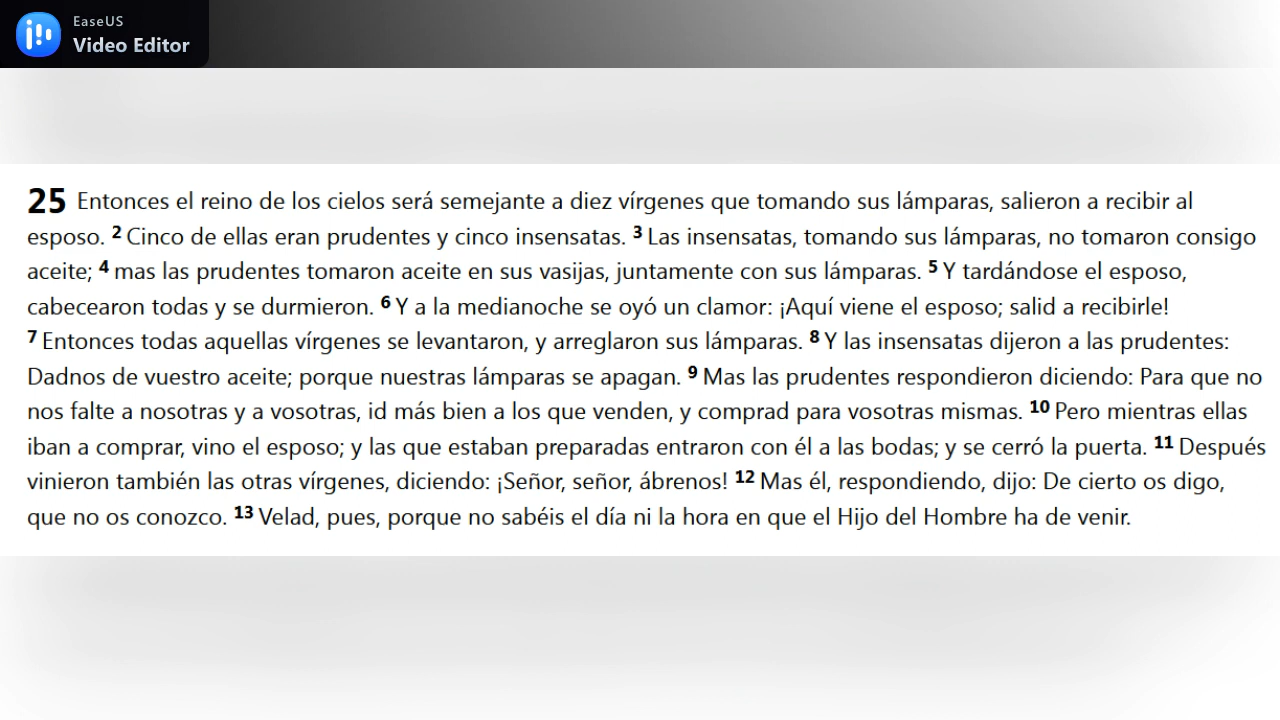 EaseUS
Video Editor
25 Entonces el reino de los cielos será semejante a diez vírgenes que tomando sus lámparas, salieron a recibir al
esposo. 2 Cinco de ellas eran prudentes y cinco insensatas. 3 Las insensatas, tomando sus lámparas, no tomaron consigo
aceite; 4 mas las prudentes tomaron aceite en sus vasijas, juntamente con sus lámparas. 5 Y tardándose el esposo,
cabecearon todas y se durmieron. 6 Y a la medianoche se oyó un clamor: ¡Aquí viene el esposo; salid a recibirle!
7 Entonces todas aquellas vírgenes se levantaron, y arreglaron sus lámparas. 8 Y las insensatas dijeron a las prudentes:
Dadnos de vuestro aceite; porque nuestras lámparas se apagan. 9 Mas las prudentes respondieron diciendo: Para que no
nos falte a nosotras y a vosotras, id más bien a los que venden, y comprad para vosotras mismas. 10 Pero mientras ellas
iban a comprar, vino el esposo; y las que estaban preparadas entraron con él a las bodas; y se cerró la puerta. 11 Después
vinieron también las otras vírgenes, diciendo: ¡Señor, señor, ábrenos! 12 Mas él, respondiendo, dijo: De cierto os digo,
que no os conozco. 13 Velad, pues, porque no sabéis el día ni la hora en que el Hijo del Hombre ha de venir.